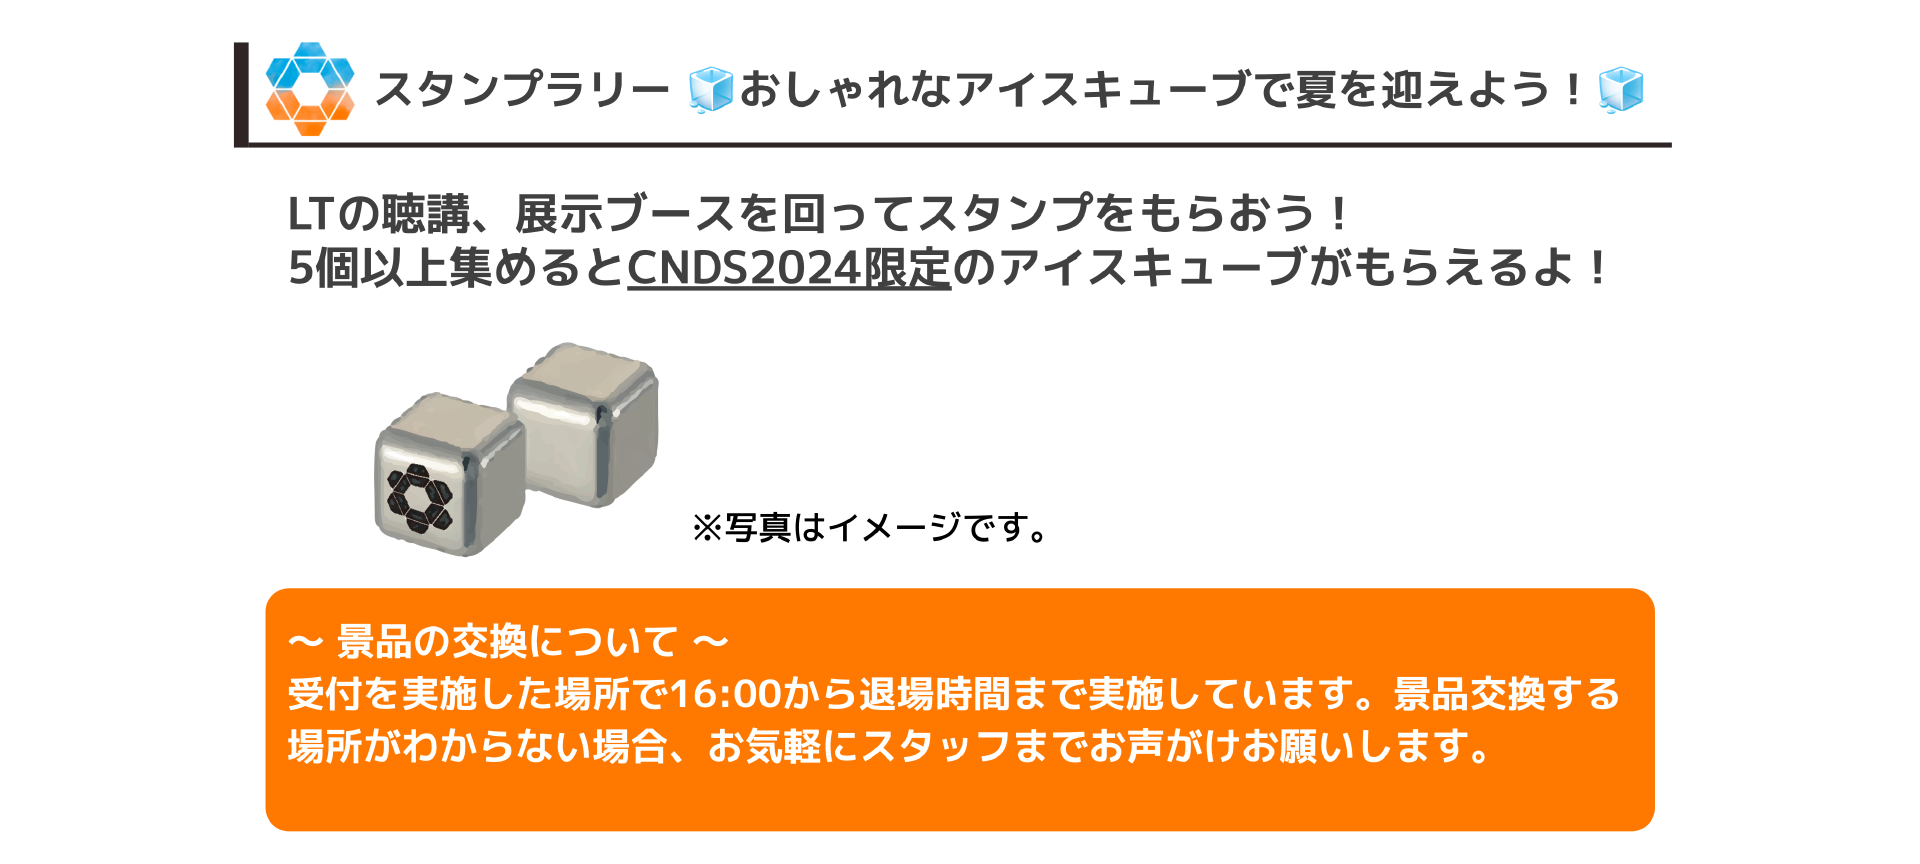 スタンプラリー 🧊おしゃれなアイスキューブで夏を迎えよう！🧊
LTの聴講、展示ブースを回ってスタンプをもらおう！
5個以上集めるとCNDS2024限定のアイスキューブがもらえるよ！
※写真はイメージです。
～ 景品の交換について ～
受付を実施した場所で16:00から退場時間まで実施しています。景品交換する
場所がわからない場合、お気軽にスタッフまでお声がけお願いします。